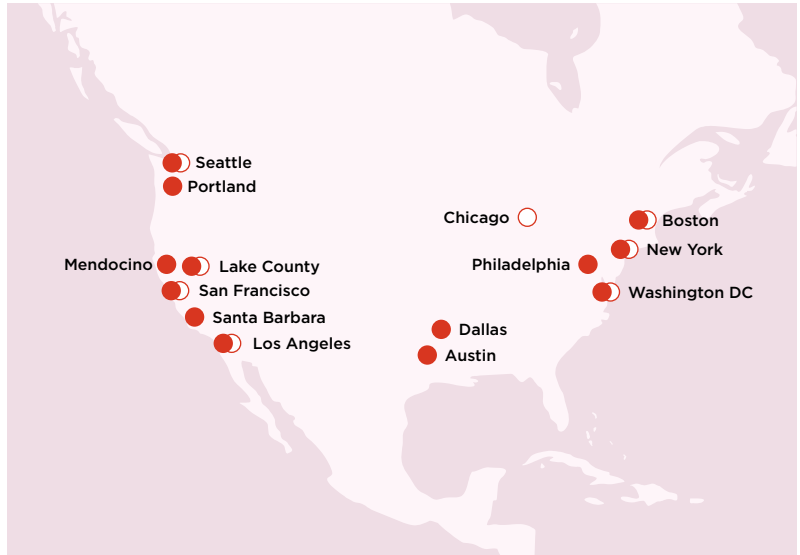 Seattle
Portland
Chicago
Boston
New York
Mendocino
Lake County
Philadelphia
San Francisco
Washington DC
Santa Barbara
Dallas
Los Angeles
Austin